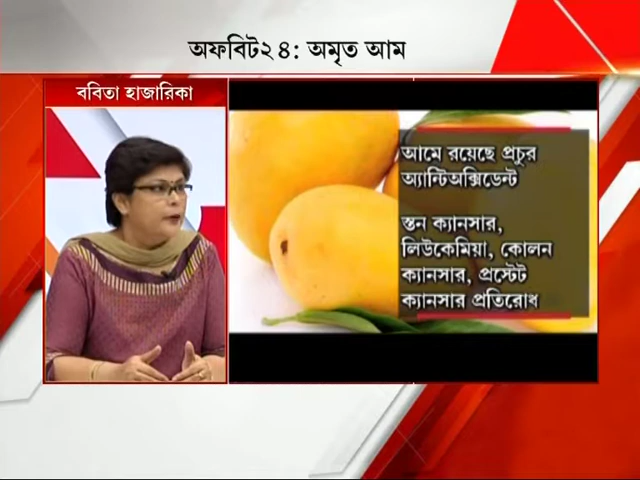 অফবিট২৪: অমৃত আম
ববিতা হাজারিকা
আমে রয়েছে প্রচুর
অ্যান্টিঅক্সিডেন্ট
স্তন ক্যানসার,
লিউকেমিয়া, কোলন
ক্যানসার, প্রস্টেট
ক্যানসার প্রতিরোধ